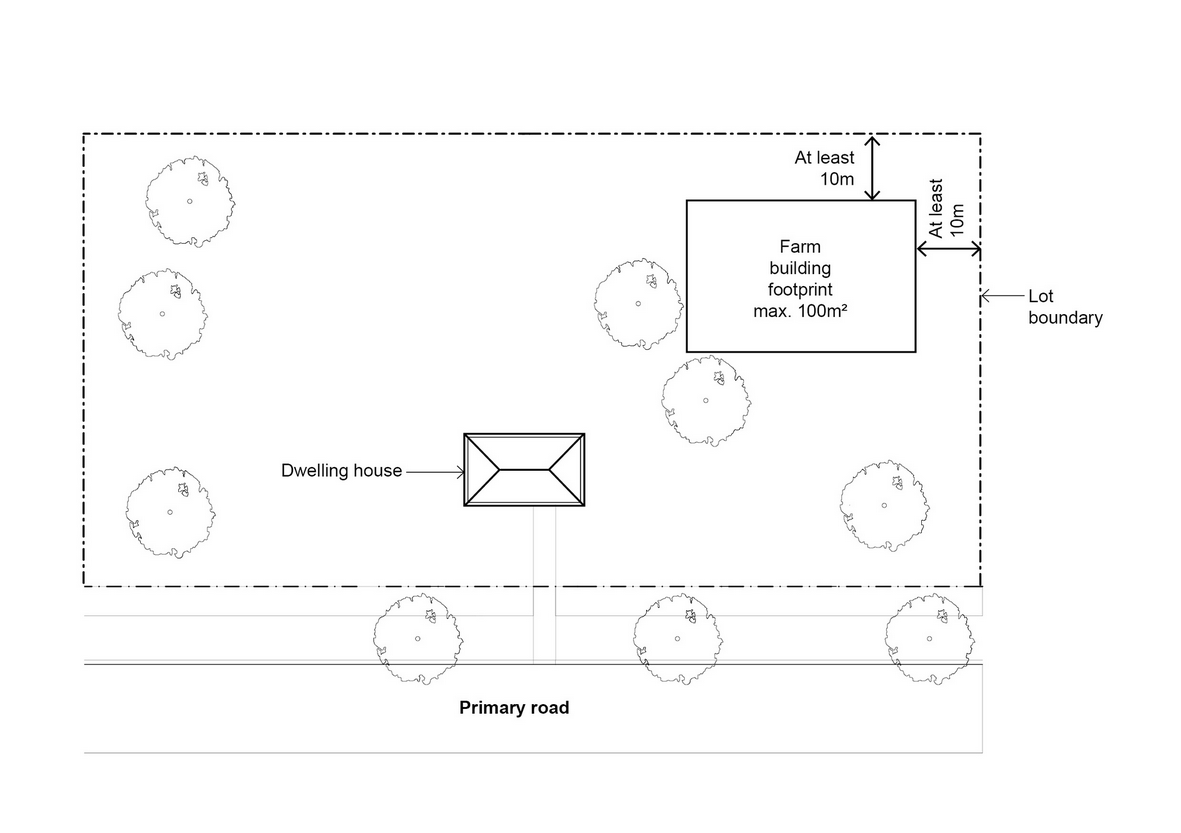 At least
10m
At least
10m
Farm
building
footprint
max. 100m²
Lot
boundary
Dwelling house
Primary road